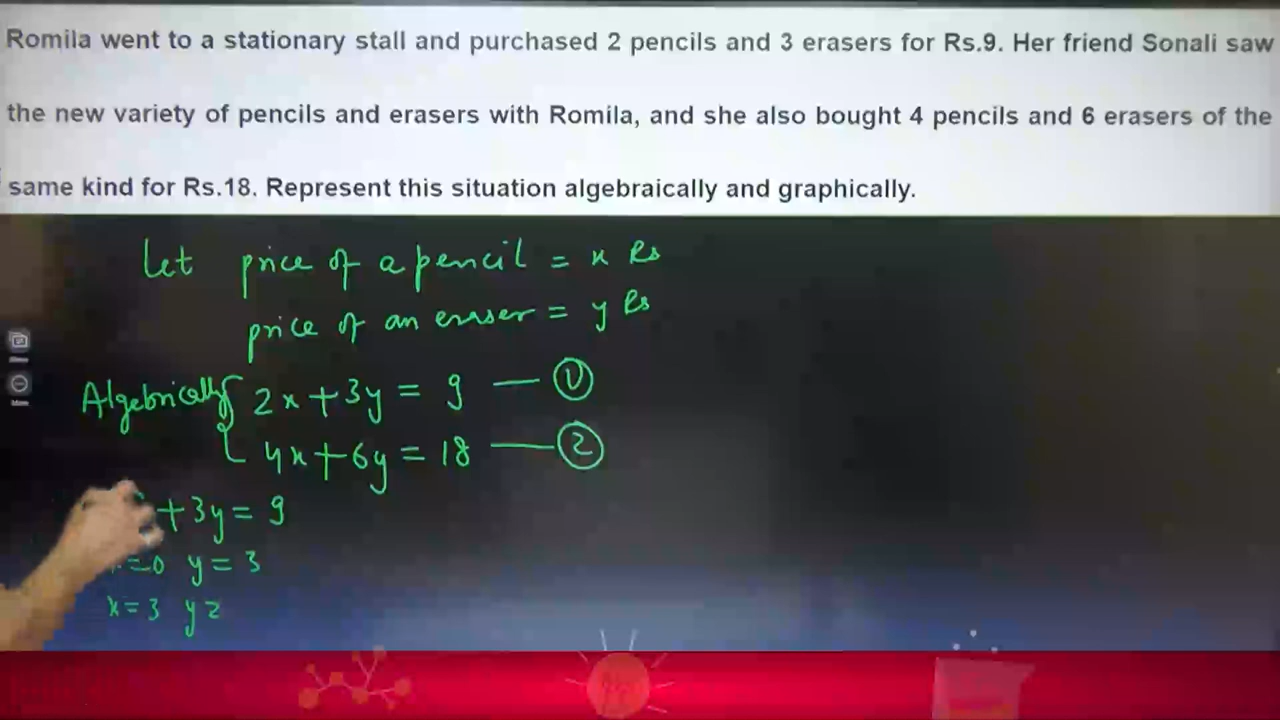 Romila went to a stationary stall and purchased 2 pencils and 3 erasers for Rs.9. Her friend Sonali saw
the new variety of pencils and erasers with Romila, and she also bought 4 pencils and 6 erasers of the
same kind for Rs.18. Represent this situation algebraically and graphically.
Let price of a pencil = x Rs
price of an eraser = y Rs
Algebrically { 2x+3y = 9 — ①
4x+6y = 18 — ②
+3y = 9
=0 y = 3
x=3 y=